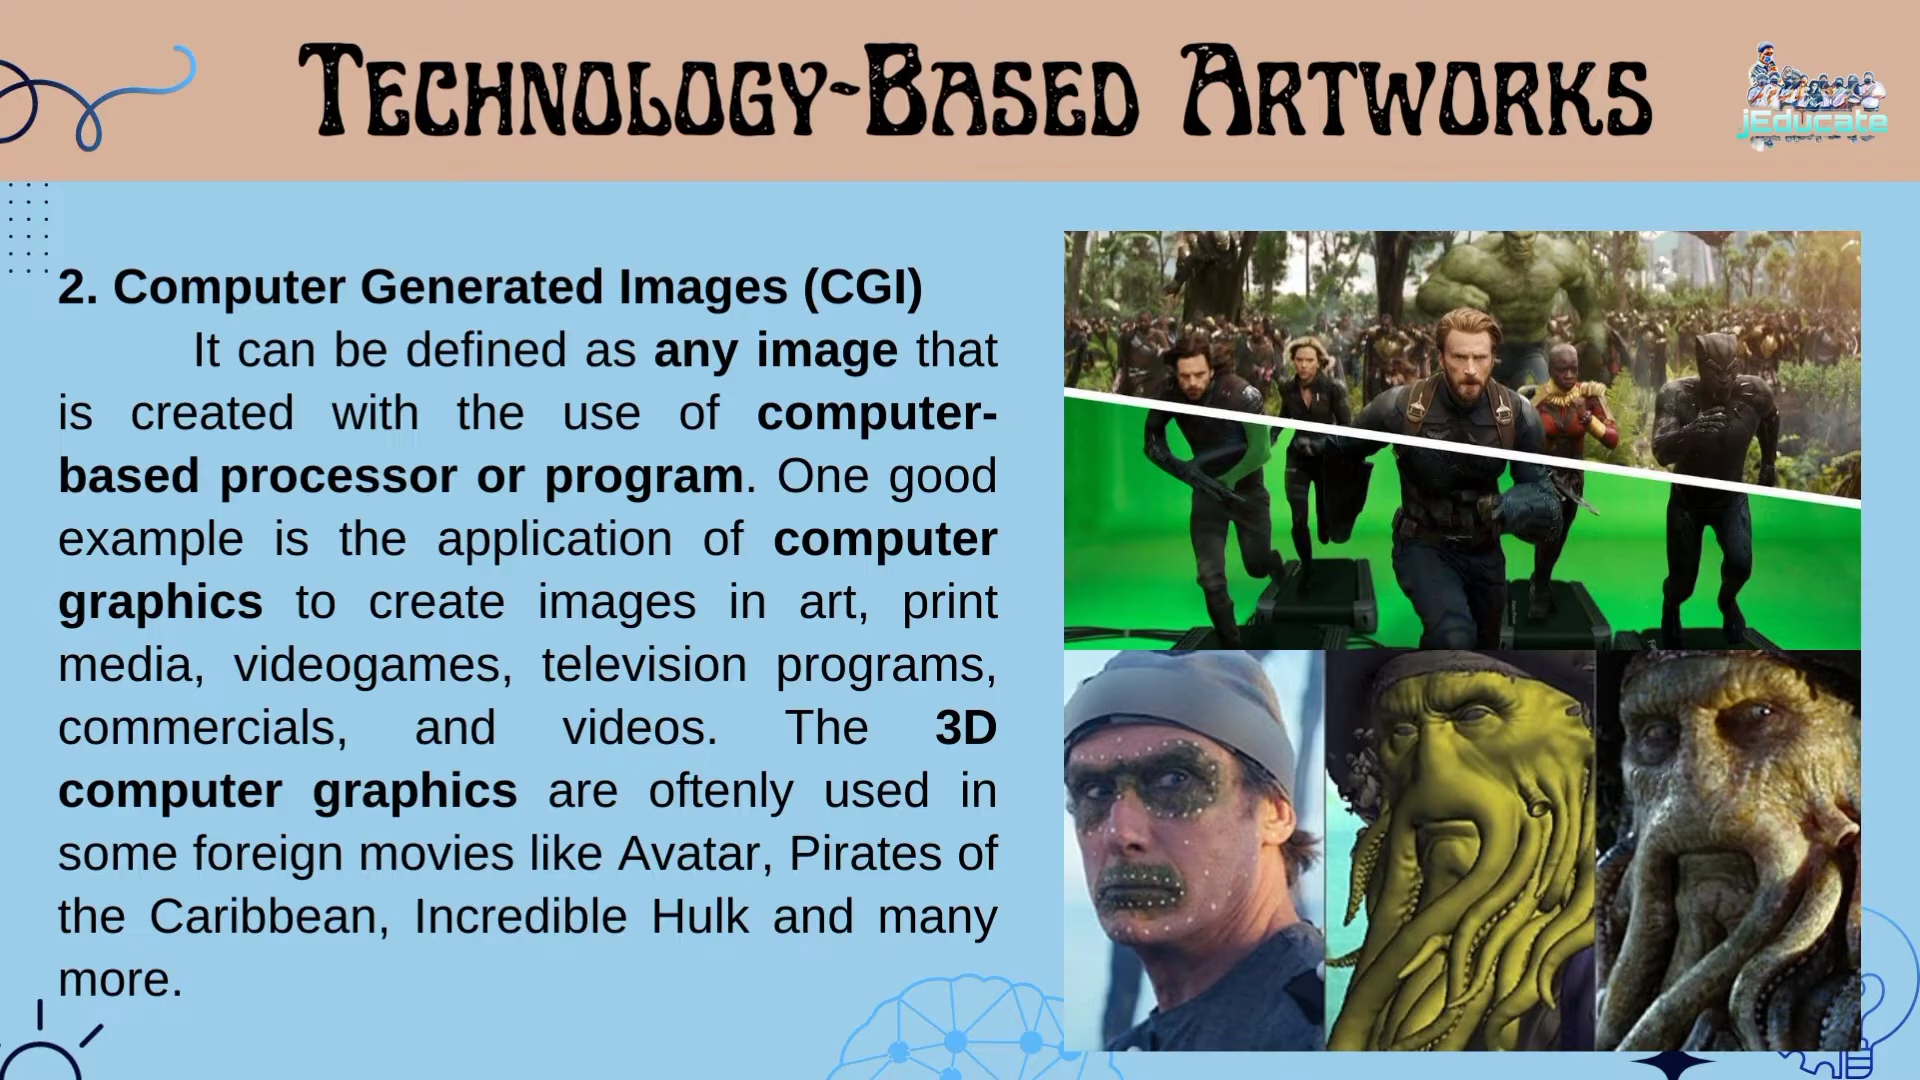 TECHNOLOGY-BASED ARTWORKS
jEducate
2. Computer Generated Images (CGI)
It can be defined as any image that
is created with the use of computer-
based processor or program. One good
example is the application of computer
graphics to create images in art, print
media, videogames, television programs,
commercials, and videos. The 3D
computer graphics are oftenly used in
some foreign movies like Avatar, Pirates of
the Caribbean, Incredible Hulk and many
more.